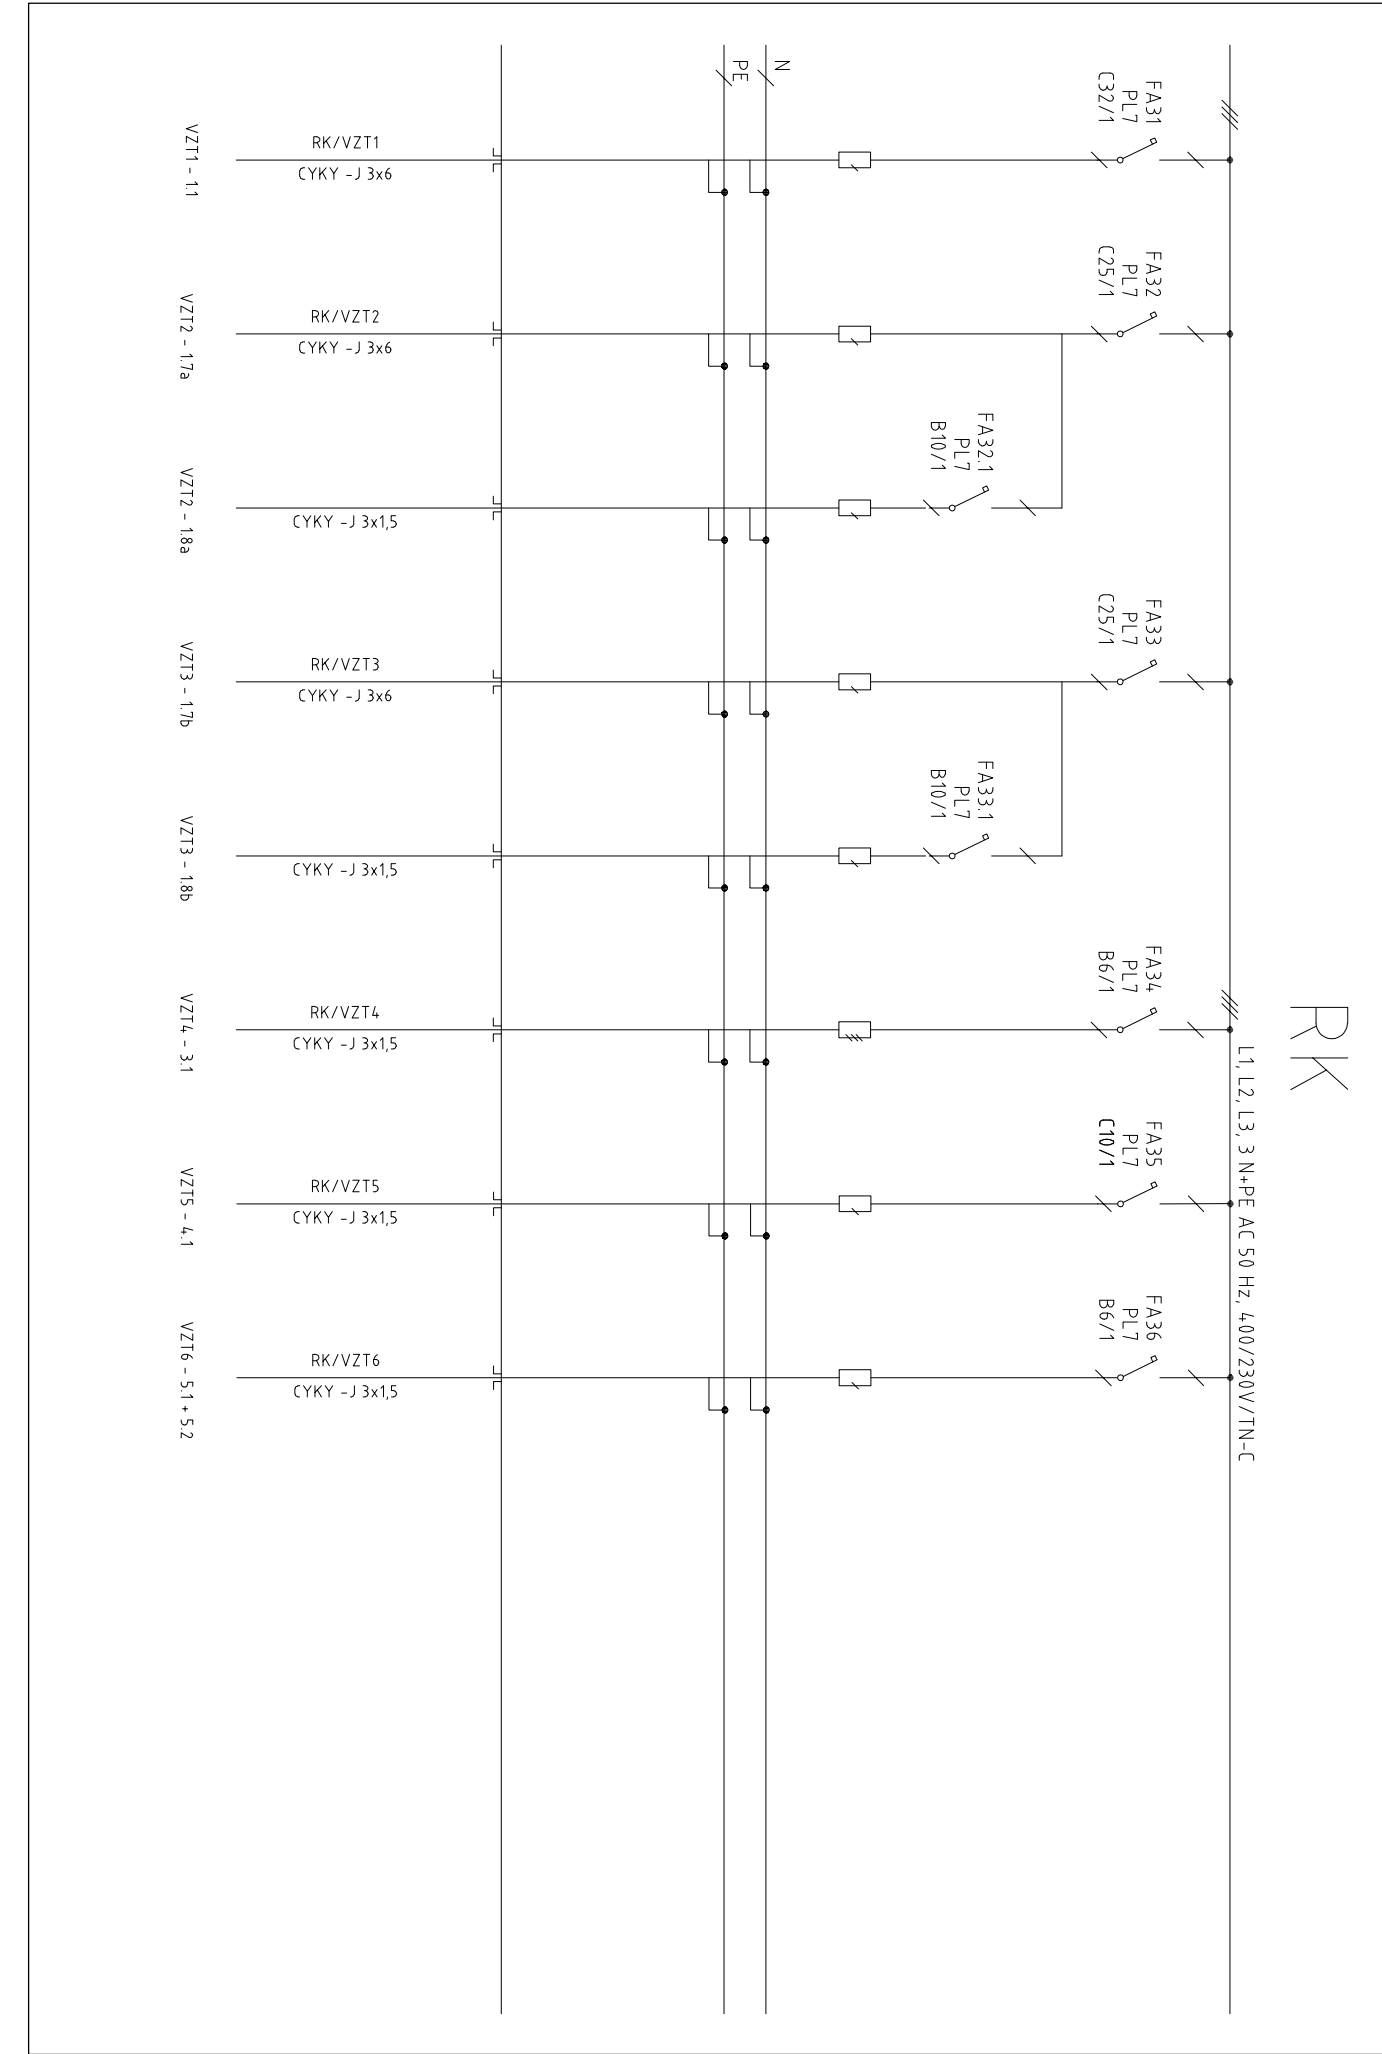 RK
L1, L2, L3, 3 N+PE AC 50 Hz, 400/230V/TN-C
N
PE
FA31
PL7
C32/1
RK/VZT1
CYKY -J 3x6
VZT1 - 1.1
FA32
PL7
C25/1
RK/VZT2
CYKY -J 3x6
VZT2 - 1.7a
FA32.1
PL7
B10/1
CYKY -J 3x1,5
VZT2 - 1.8a
FA33
PL7
C25/1
RK/VZT3
CYKY -J 3x6
VZT3 - 1.7b
FA33.1
PL7
B10/1
CYKY -J 3x1,5
VZT3 - 1.8b
FA34
PL7
B6/1
RK/VZT4
CYKY -J 3x1,5
VZT4 - 3.1
FA35
PL7
C10/1
RK/VZT5
CYKY -J 3x1,5
VZT5 - 4.1
FA36
PL7
B6/1
RK/VZT6
CYKY -J 3x1,5
VZT6 - 5.1 + 5.2